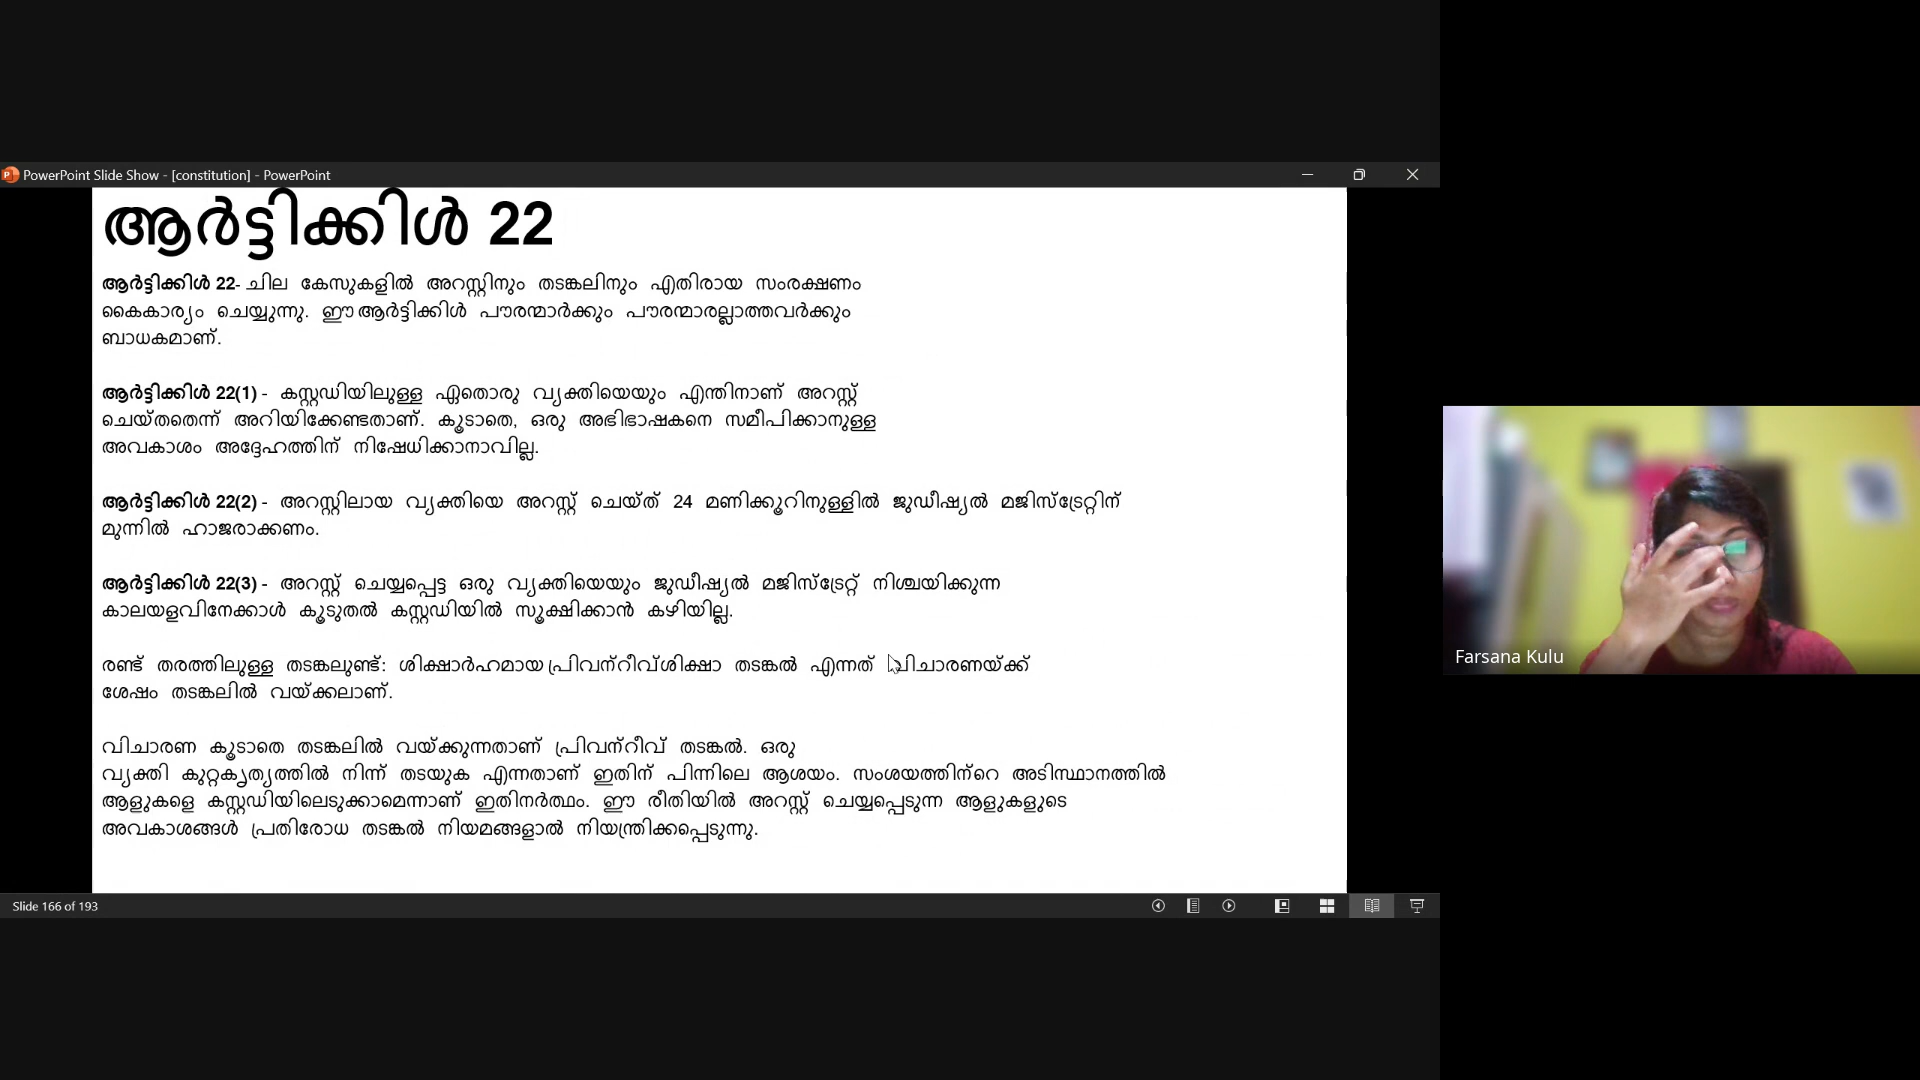 PowerPoint Slide Show - [constitution] - PowerPoint
ആർട്ടിക്കിൾ 22
ആർട്ടിക്കിൾ 22- ചില കേസുകളിൽ അറസ്റ്റിനും തടങ്കലിനും എതിരായ സംരക്ഷണം
കൈകാര്യം ചെയ്യുന്നു. ഈ ആർട്ടിക്കിൾ പൗരന്മാർക്കും പൗരന്മാരല്ലാത്തവർക്കും
ബാധകമാണ്.
ആർട്ടിക്കിൾ 22(1) - കസ്റ്റഡിയിലുള്ള ഏതൊരു വ്യക്തിയെയും എന്തിനാണ് അറസ്റ്റ്
ചെയ്തതെന്ന് അറിയിക്കേണ്ടതാണ്. കൂടാതെ, ഒരു അഭിഭാഷകനെ സമീപിക്കാനുള്ള
അവകാശം അദ്ദേഹത്തിന് നിഷേധിക്കാനാവില്ല.
ആർട്ടിക്കിൾ 22(2) - അറസ്റ്റിലായ വ്യക്തിയെ അറസ്റ്റ് ചെയ്ത് 24 മണിക്കൂറിനുള്ളിൽ ജുഡീഷ്യൽ മജിസ്ട്രേറ്റിന്
മുന്നിൽ ഹാജരാക്കണം.
ആർട്ടിക്കിൾ 22(3) - അറസ്റ്റ് ചെയ്യപ്പെട്ട ഒരു വ്യക്തിയെയും ജുഡീഷ്യൽ മജിസ്ട്രേറ്റ് നിശ്ചയിക്കുന്ന
കാലയളവിനേക്കാൾ കൂടുതൽ കസ്റ്റഡിയിൽ സൂക്ഷിക്കാൻ കഴിയില്ല.
രണ്ട് തരത്തിലുള്ള തടങ്കലുണ്ട്: ശിക്ഷാർഹമായ പ്രിവന്റീവ്ശിക്ഷാ തടങ്കൽ എന്നത് വിചാരണയ്ക്ക്
ശേഷം തടങ്കലിൽ വയ്ക്കലാണ്.
വിചാരണ കൂടാതെ തടങ്കലിൽ വയ്ക്കുന്നതാണ് പ്രിവന്റീവ് തടങ്കൽ. ഒരു
വ്യക്തി കുറ്റകൃത്യത്തിൽ നിന്ന് തടയുക എന്നതാണ് ഇതിന് പിന്നിലെ ആശയം. സംശയത്തിന്റെ അടിസ്ഥാനത്തിൽ
ആളുകളെ കസ്റ്റഡിയിലെടുക്കാമെന്നാണ് ഇതിനർത്ഥം. ഈ രീതിയിൽ അറസ്റ്റ് ചെയ്യപ്പെടുന്ന ആളുകളുടെ
അവകാശങ്ങൾ പ്രതിരോധ തടങ്കൽ നിയമങ്ങളാൽ നിയന്ത്രിക്കപ്പെടുന്നു.
Farsana Kulu
Slide 166 of 193